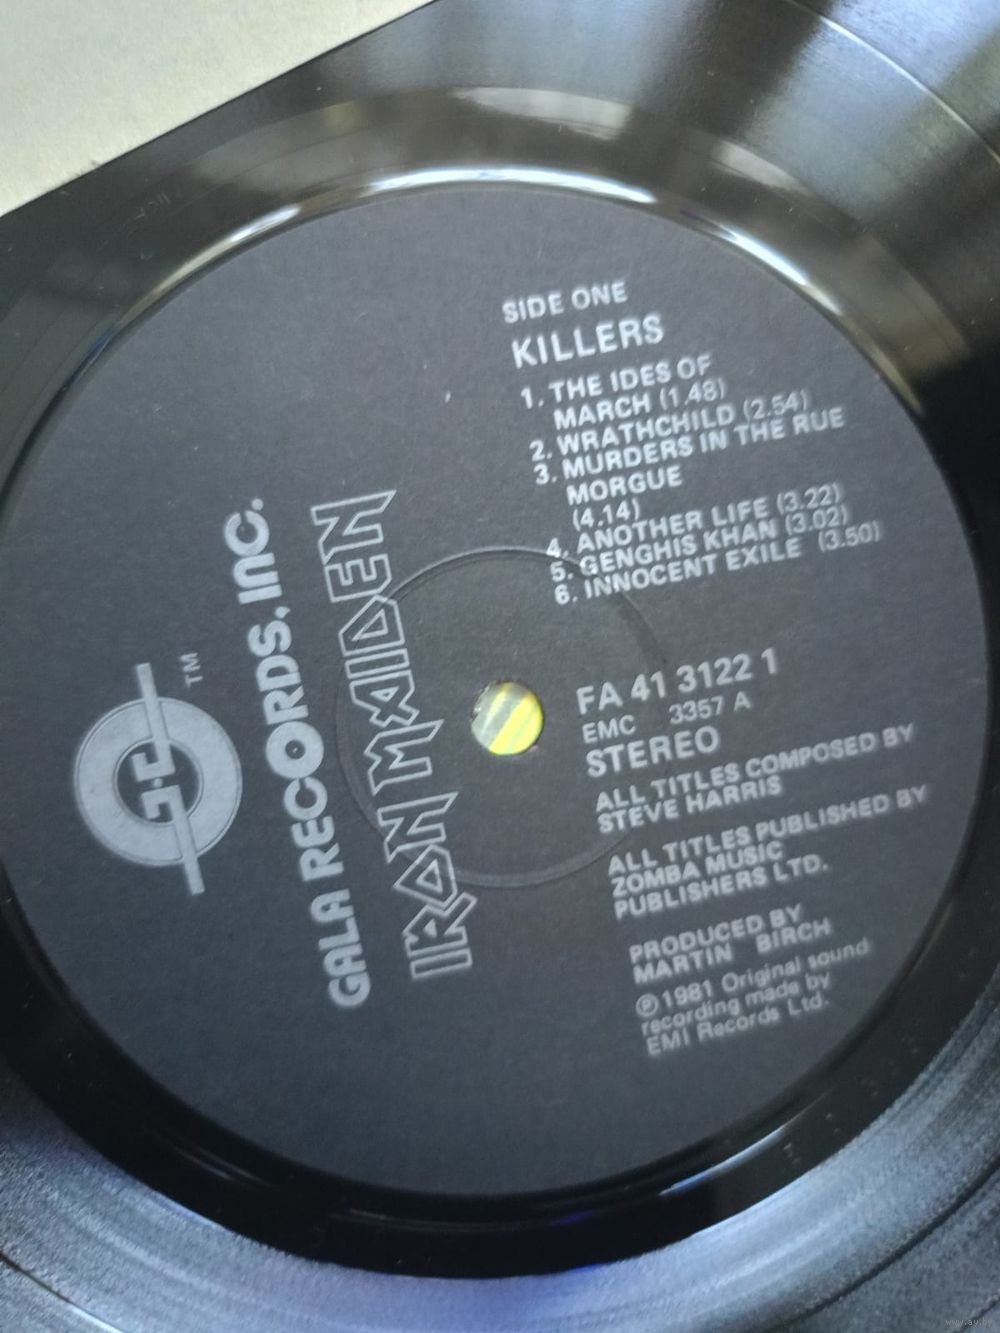 SIDE ONE
KILLERS
1. THE IDES OF
MARCH (1.48)
2. WRATHCHILD (2.54)
3. MURDERS IN THE RUE
MORGUE
(4.14)
4. ANOTHER LIFE (3.22)
5. GENGHIS KHAN (3.02)
6. INNOCENT EXILE (3.50)
FA 41 3122 1
EMC 3357 A
STEREO
ALL TITLES COMPOSED BY
STEVE HARRIS
ALL TITLES PUBLISHED BY
ZOMBA MUSIC
PUBLISHERS LTD.
PRODUCED BY
MARTIN BIRCH
℗ 1981 Original sound
recording made by
EMI Records Ltd.
IRON MAIDEN
GALA RECORDS, INC.
TM
www.ay.by